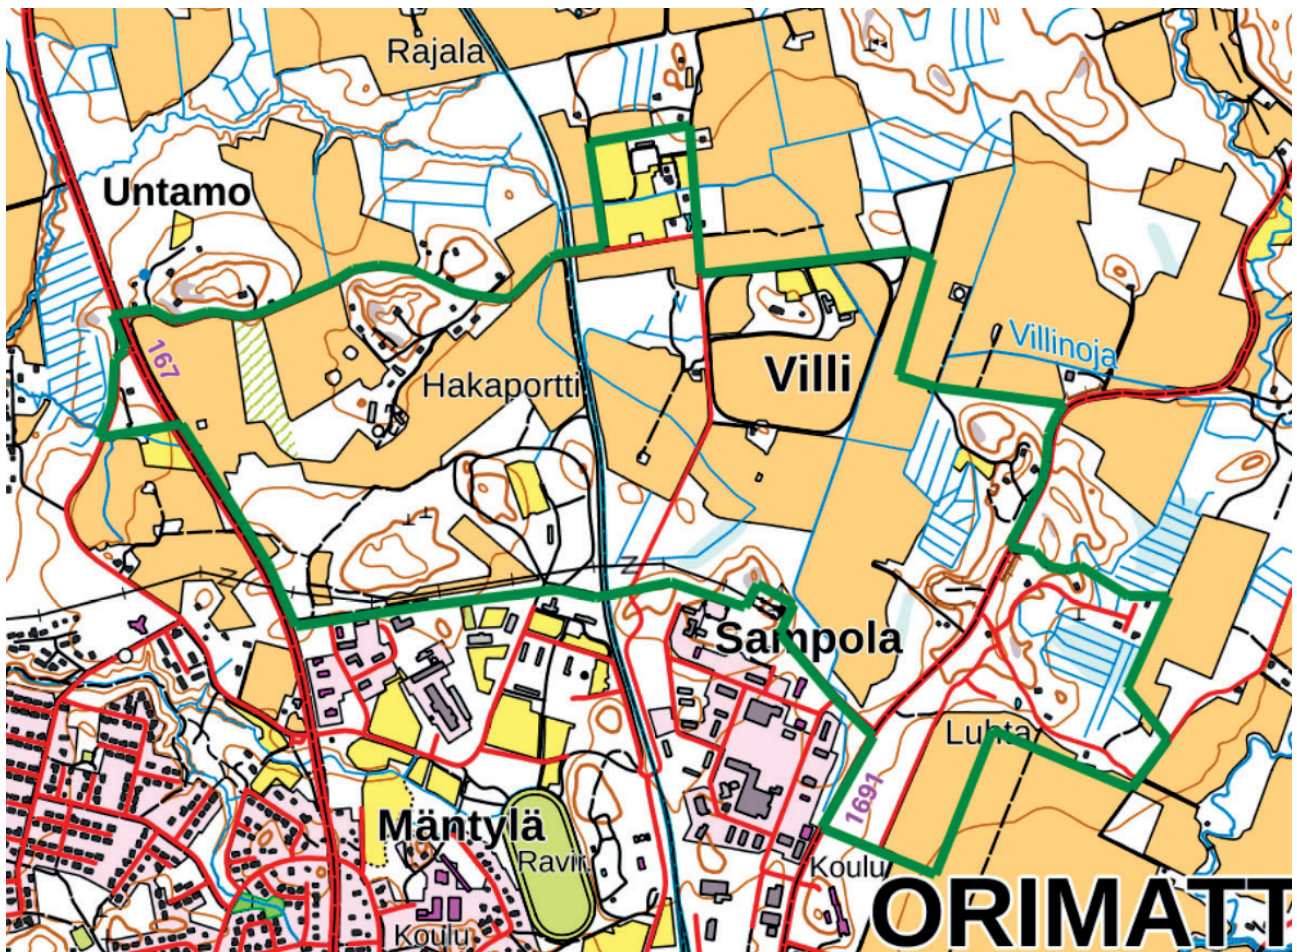 Rajala
Untamo
167
Villinoja
Villi
Hakaportti
Sampola
Luhta
1691
Mäntylä
Ravir.
Koulu
ORIMATT
Koulu